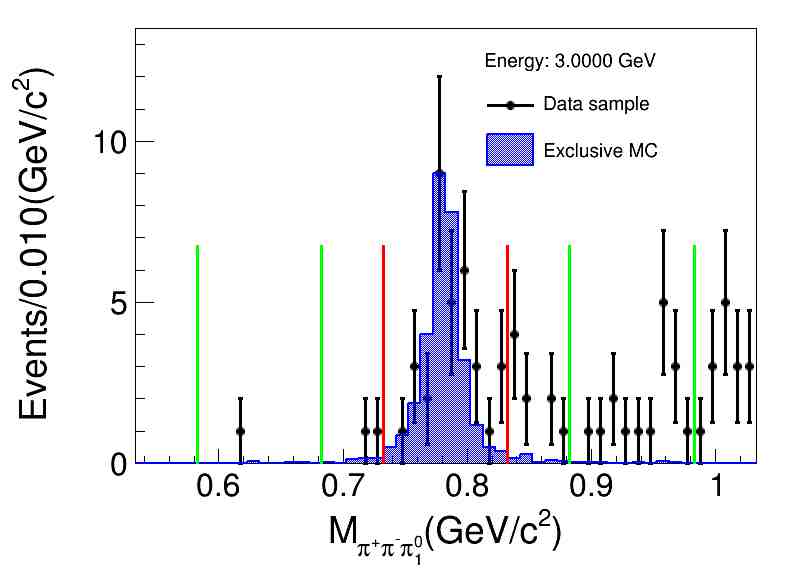 Energy: 3.0000 GeV
Data sample
Exclusive MC
Events/0.010(GeV/c²)
10
5
0
0.6 0.7 0.8 0.9 1
M_{π⁺π⁻π⁰₁}(GeV/c²)